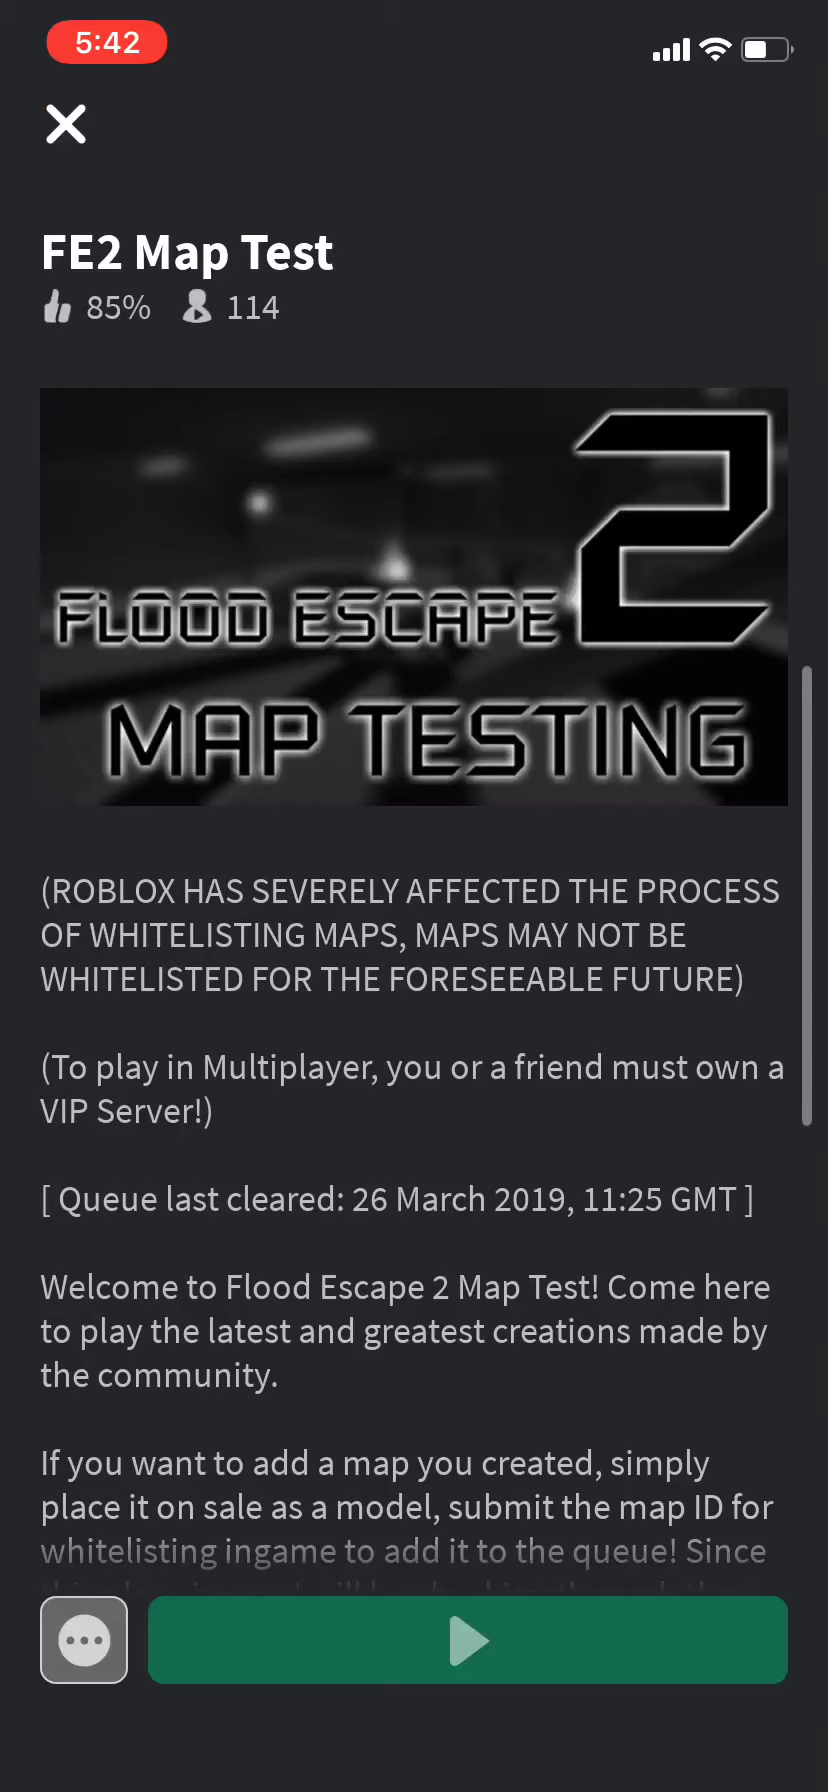 5:42
FE2 Map Test
85% 114
2
FLOOD ESCAPE
MAP TESTING
(ROBLOX HAS SEVERELY AFFECTED THE PROCESS
OF WHITELISTING MAPS, MAPS MAY NOT BE
WHITELISTED FOR THE FORESEEABLE FUTURE)
(To play in Multiplayer, you or a friend must own a
VIP Server!)
[ Queue last cleared: 26 March 2019, 11:25 GMT ]
Welcome to Flood Escape 2 Map Test! Come here
to play the latest and greatest creations made by
the community.
If you want to add a map you created, simply
place it on sale as a model, submit the map ID for
whitelisting ingame to add it to the queue! Since